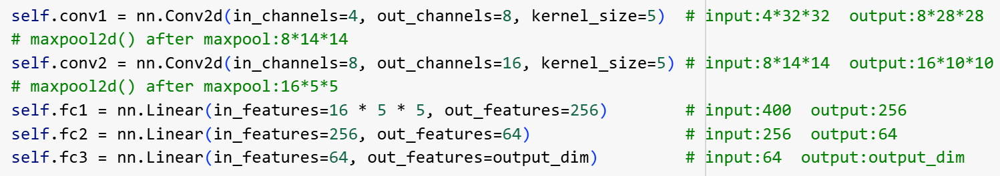 self.conv1 = nn.Conv2d(in_channels=4, out_channels=8, kernel_size=5)  # input:4*32*32  output:8*28*28
# maxpool2d() after maxpool:8*14*14
self.conv2 = nn.Conv2d(in_channels=8, out_channels=16, kernel_size=5) # input:8*14*14  output:16*10*10
# maxpool2d() after maxpool:16*5*5
self.fc1 = nn.Linear(in_features=16 * 5 * 5, out_features=256)        # input:400  output:256
self.fc2 = nn.Linear(in_features=256, out_features=64)                # input:256  output:64
self.fc3 = nn.Linear(in_features=64, out_features=output_dim)         # input:64  output:output_dim